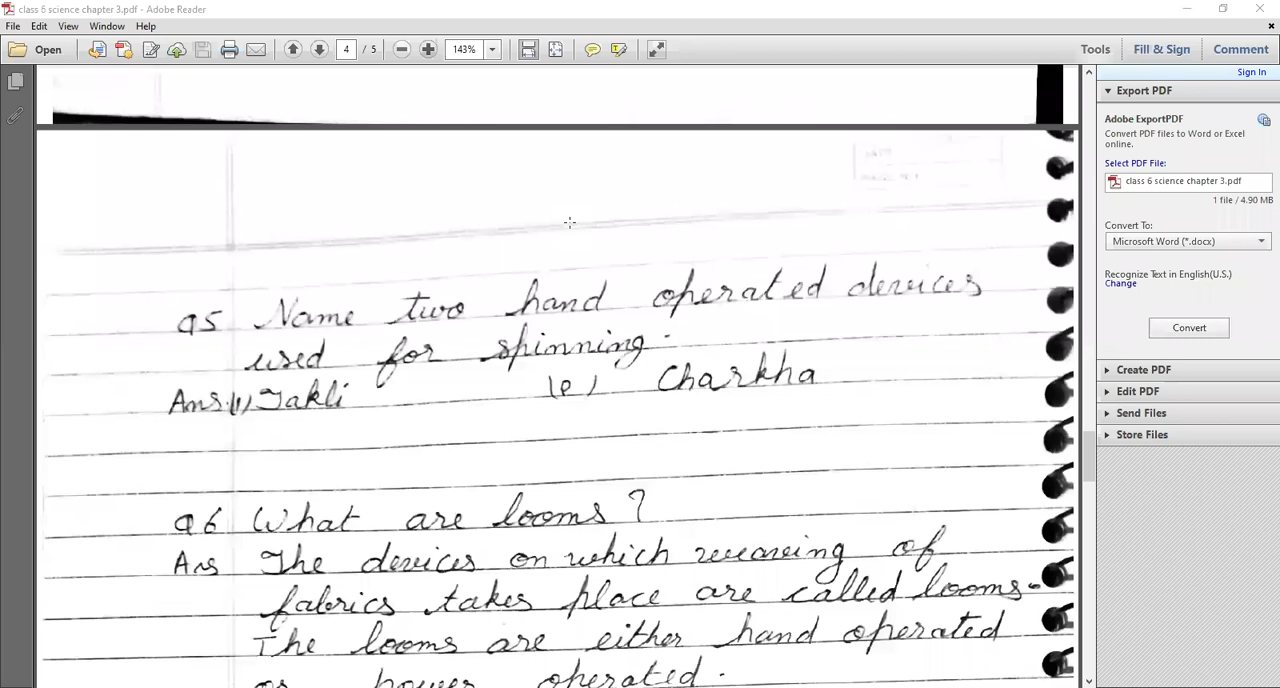 class 6 science chapter 3.pdf - Adobe Reader
File Edit View Window Help
Open 4 / 5 143% Tools Fill & Sign Comment
Sign In
Export PDF
Adobe ExportPDF
Convert PDF files to Word or Excel online.
Select PDF File:
class 6 science chapter 3.pdf
1 file / 4.90 MB
Convert To:
Microsoft Word (*.docx)
Recognize Text in English(U.S.)
Change
Convert
Create PDF
Edit PDF
Send Files
Store Files
Q5 Name two hand operated devices
used for spinning.
Ans. (i) Takli (ii) Charkha
Q6 What are looms?
Ans The devices on which weaving of
fabrics takes place are called looms.
The looms are either hand operated
or power operated.